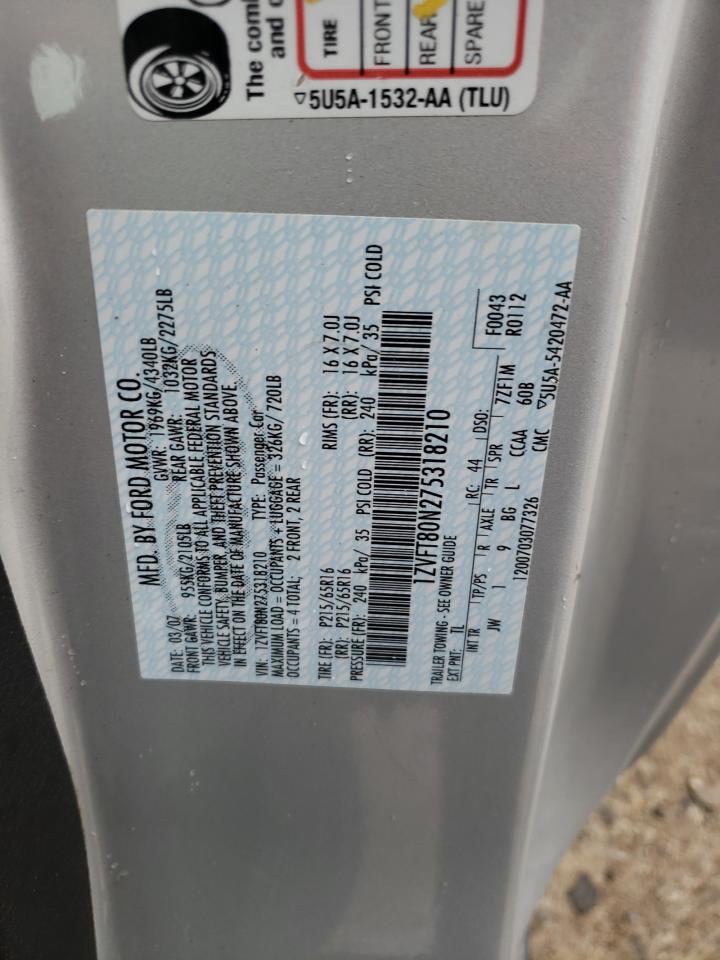 The comb
and c
TIRE
FRONT
REAR
SPARE
5U5A-1532-AA (TLU)
MFD. BY FORD MOTOR CO.
DATE: 03/07 GVWR: 1969KG/4340LB
FRONT GAWR: 955KG/2105LB REAR GAWR: 1032KG/2275LB
THIS VEHICLE CONFORMS TO ALL APPLICABLE FEDERAL MOTOR
VEHICLE SAFETY, BUMPER, AND THEFT PREVENTION STANDARDS
IN EFFECT ON THE DATE OF MANUFACTURE SHOWN ABOVE.
VIN: 1ZVFT80N275318210 TYPE: Passenger Car
MAXIMUM LOAD = OCCUPANTS + LUGGAGE = 326KG/720LB
OCCUPANTS = 4 TOTAL: 2 FRONT, 2 REAR
TIRE (FR): P215/65R16 RIMS (FR): 16 X 7.0J
(RR): P215/65R16 (RR): 16 X 7.0J
PRESSURE (FR): 240 kPa/ 35 PSI COLD (RR): 240 kPa/ 35 PSI COLD
1ZVFT80N275318210
TRAILER TOWING - SEE OWNER GUIDE
EXT PNT: TL RC: 44 DSO: F0043
INT TR TP/PS R AXLE TR SPR R0112
JW 1 9 BG L 7ZF1M
CCAA 60B
1200703077326 CMC 5U5A-5420472-AA